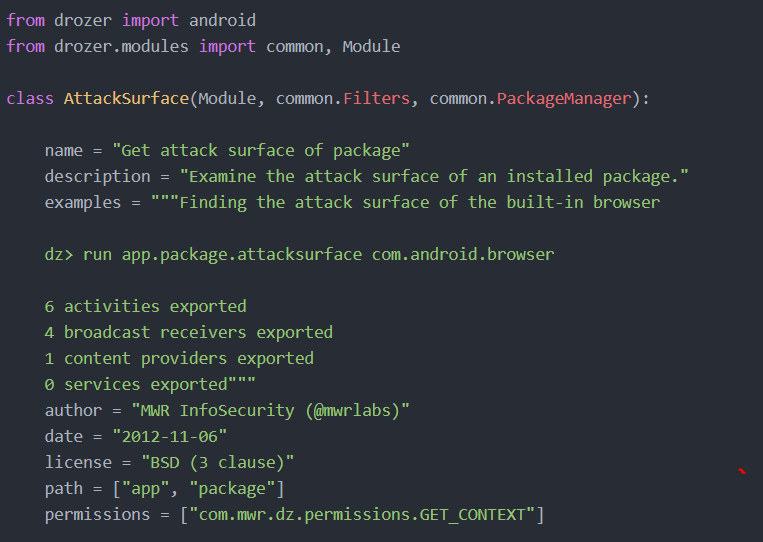 from drozer import android
from drozer.modules import common, Module
class AttackSurface(Module, common.Filters, common.PackageManager):
name = "Get attack surface of package"
description = "Examine the attack surface of an installed package."
examples = """Finding the attack surface of the built-in browser
dz> run app.package.attacksurface com.android.browser
6 activities exported
4 broadcast receivers exported
1 content providers exported
0 services exported"""
author = "MWR InfoSecurity (@mwrlabs)"
date = "2012-11-06"
license = "BSD (3 clause)"
path = ["app", "package"]
permissions = ["com.mwr.dz.permissions.GET_CONTEXT"]